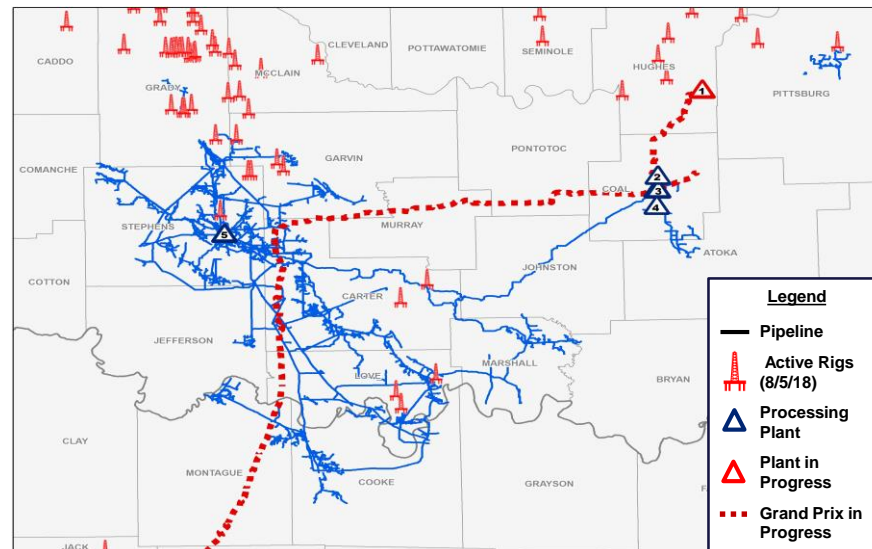 CLEVELAND
POTTAWATOMIE
SEMINOLE
CADDO
HUGHES
MCCLAIN
GRADY
PITTSBURG
1
PONTOTOC
GARVIN
COMANCHE
2
COAL
3
4
STEPHENS
5
MURRAY
ATOKA
JOHNSTON
COTTON
CARTER
JEFFERSON
MARSHALL
LOVE
BRYAN
CLAY
MONTAGUE
COOKE
GRAYSON
JACK
Legend
Pipeline
Active Rigs
(8/5/18)
Processing
Plant
Plant in
Progress
Grand Prix in
Progress